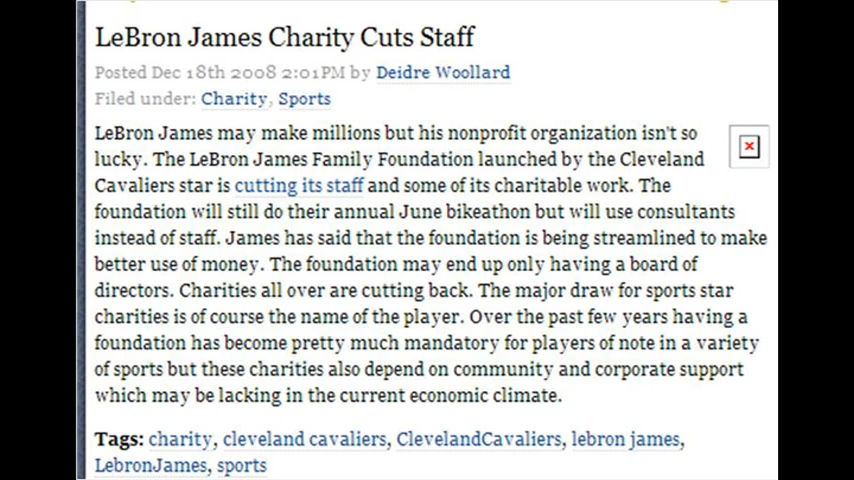 LeBron James Charity Cuts Staff
Posted Dec 18th 2008 2:01PM by Deidre Woollard
Filed under: Charity, Sports
LeBron James may make millions but his nonprofit organization isn't so
lucky. The LeBron James Family Foundation launched by the Cleveland
Cavaliers star is cutting its staff and some of its charitable work. The
foundation will still do their annual June bikeathon but will use consultants
instead of staff. James has said that the foundation is being streamlined to make
better use of money. The foundation may end up only having a board of
directors. Charities all over are cutting back. The major draw for sports star
charities is of course the name of the player. Over the past few years having a
foundation has become pretty much mandatory for players of note in a variety
of sports but these charities also depend on community and corporate support
which may be lacking in the current economic climate.
Tags: charity, cleveland cavaliers, ClevelandCavaliers, lebron james,
LebronJames, sports